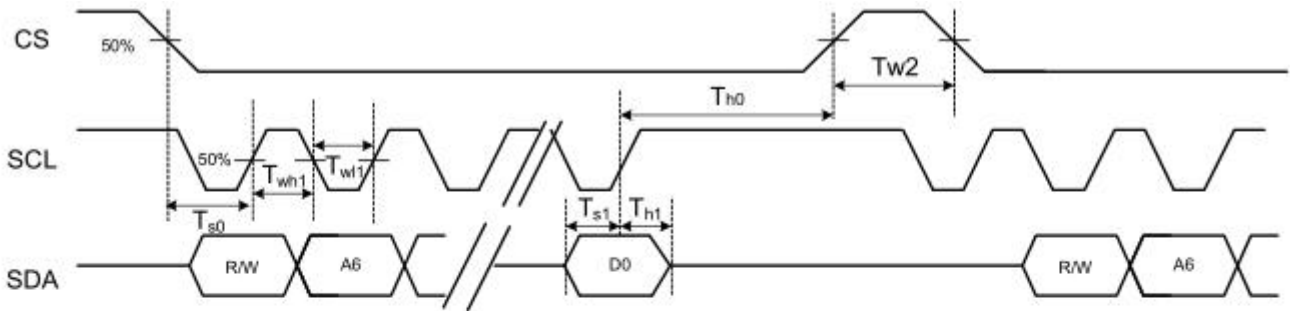 CS
50%
Tw2
Th0
SCL
50%
Twh1
Twl1
Ts0
Ts1
Th1
SDA
R/W
A6
D0
R/W
A6